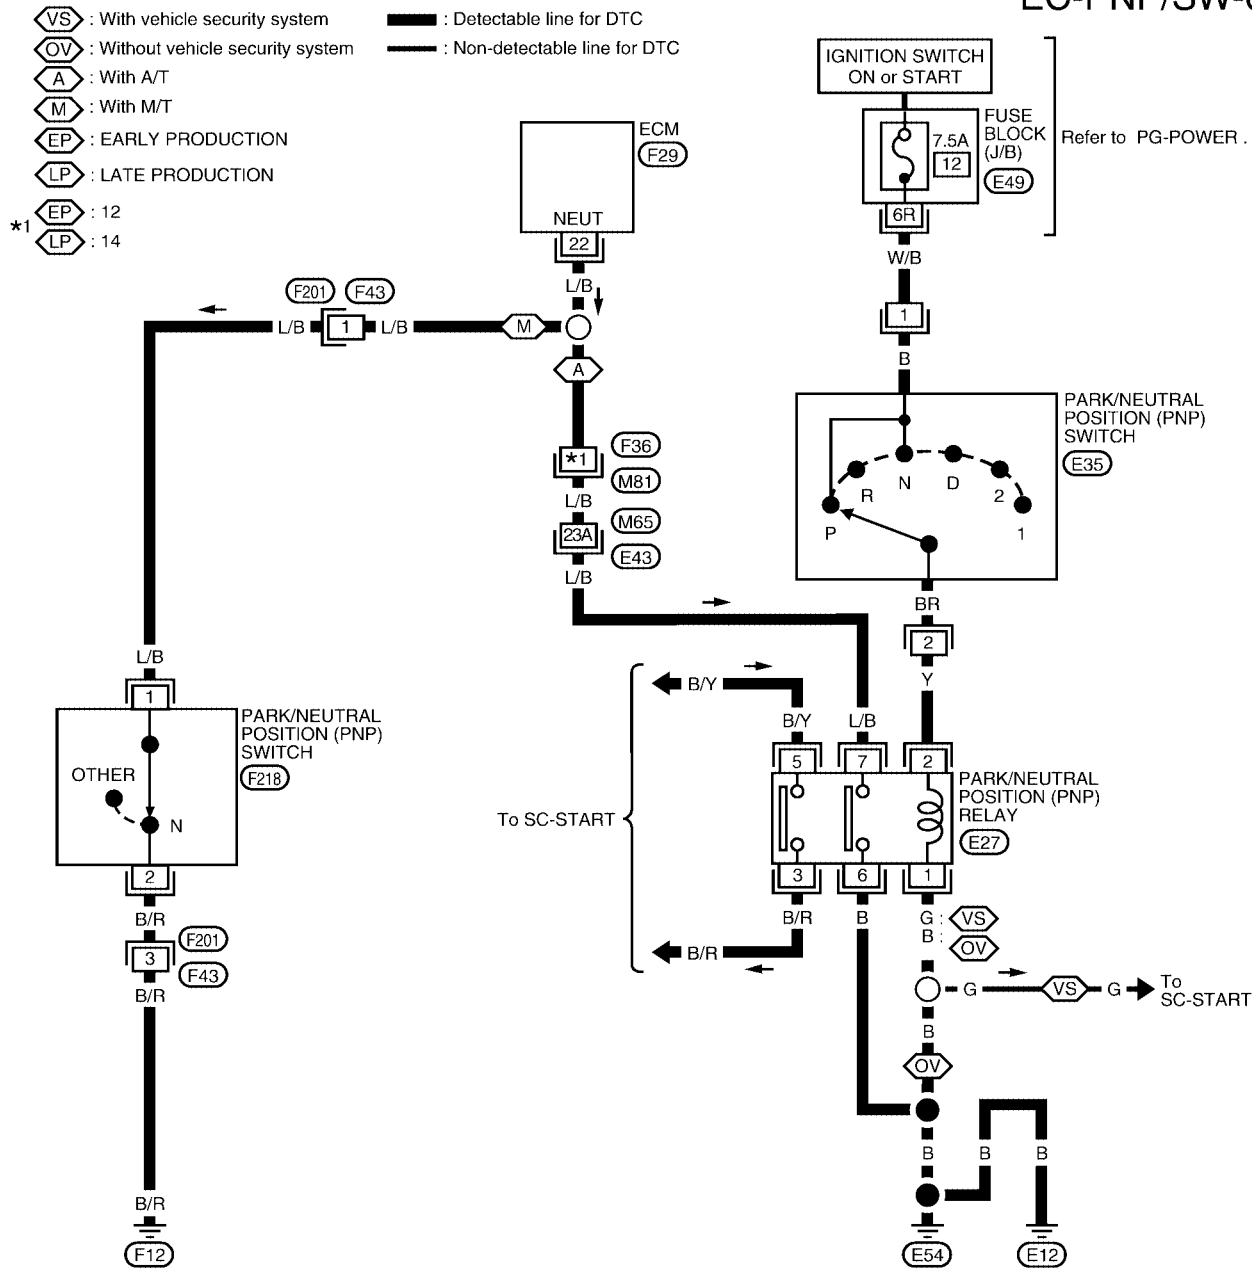 EC-PNP/SW-
VS : With vehicle security system
OV : Without vehicle security system
A : With A/T
M : With M/T
EP : EARLY PRODUCTION
LP : LATE PRODUCTION
*1 EP : 12
LP : 14
: Detectable line for DTC
: Non-detectable line for DTC
IGNITION SWITCH
ON or START
FUSE
BLOCK
(J/B)
E49
7.5A
12
Refer to PG-POWER .
6R
W/B
1
B
ECM
F29
NEUT
22
L/B
F201 F43
L/B 1 L/B M
A
*1
F36
M81
L/B
M65
23A
E43
L/B
PARK/NEUTRAL
POSITION (PNP)
SWITCH
E35
P R N D 2 1
BR
2
Y
L/B
1
PARK/NEUTRAL
POSITION (PNP)
SWITCH
F218
OTHER
N
2
B/R
F201
3
F43
B/R
B/R
F12
To SC-START
B/Y
B/Y L/B
5 7 2
PARK/NEUTRAL
POSITION (PNP)
RELAY
E27
3 6 1
B/R B G : VS
B : OV
B/R
G VS G To
SC-START
B
OV
B B B
E54 E12